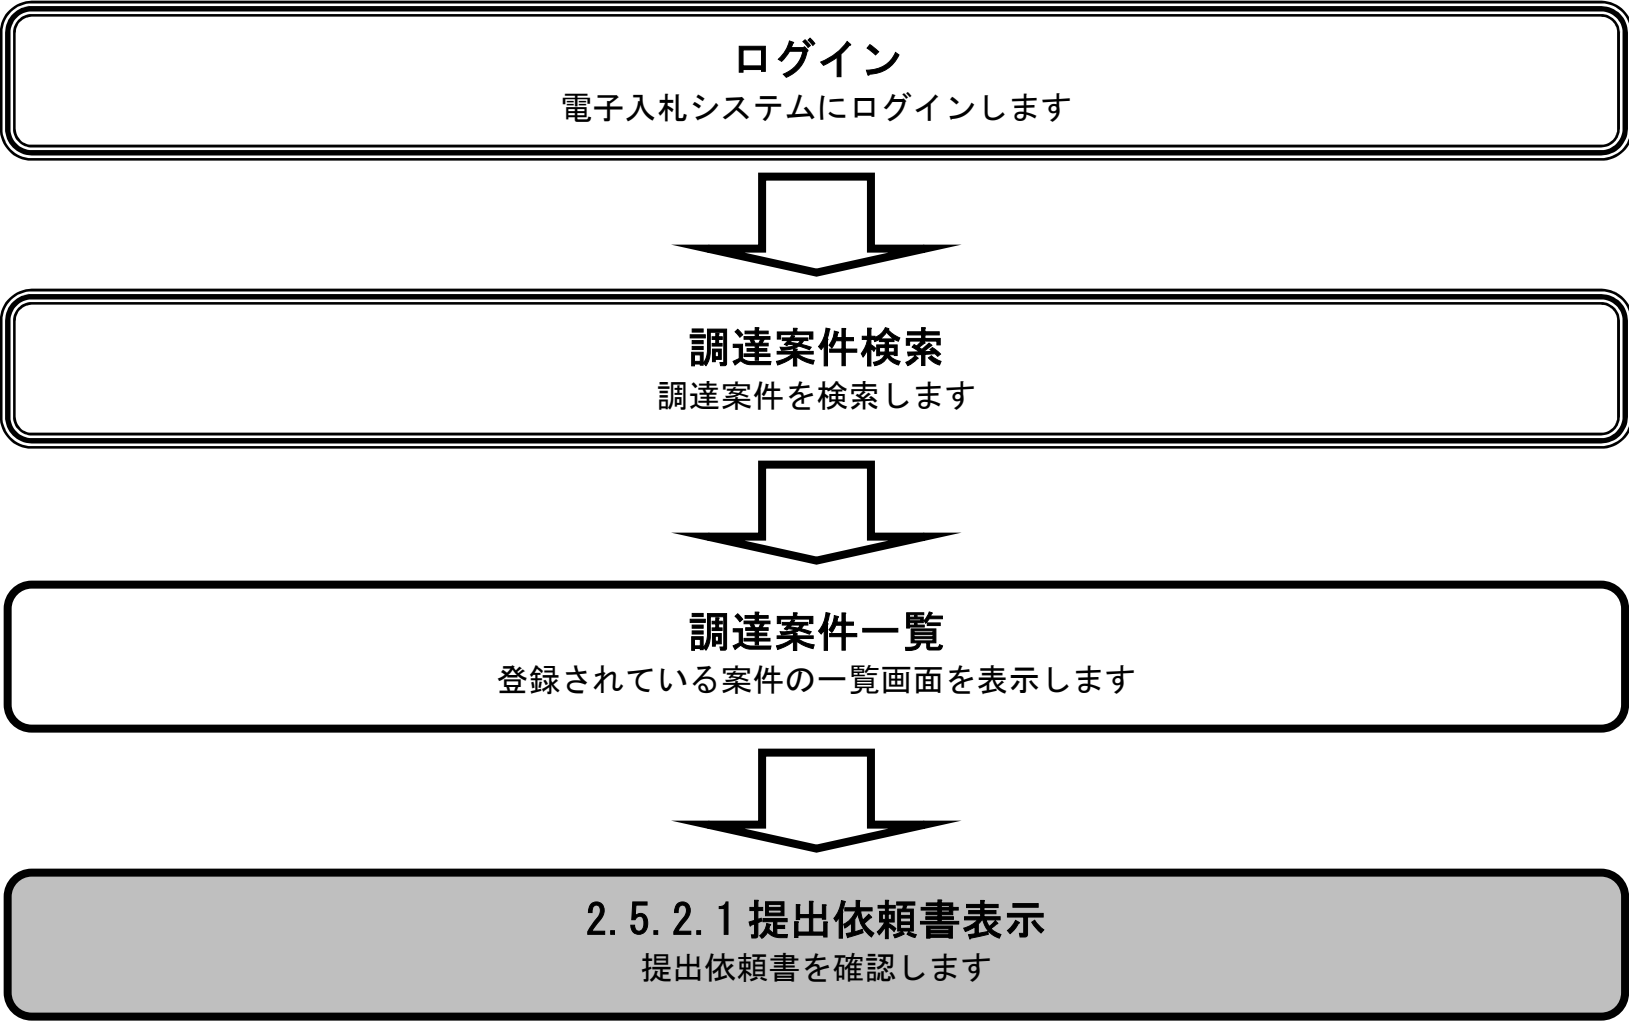 ログイン
電子入札システムにログインします
調達案件検索
調達案件を検索します
調達案件一覧
登録されている案件の一覧画面を表示します
2.5.2.1提出依頼書表示
提出依頼書を確認します